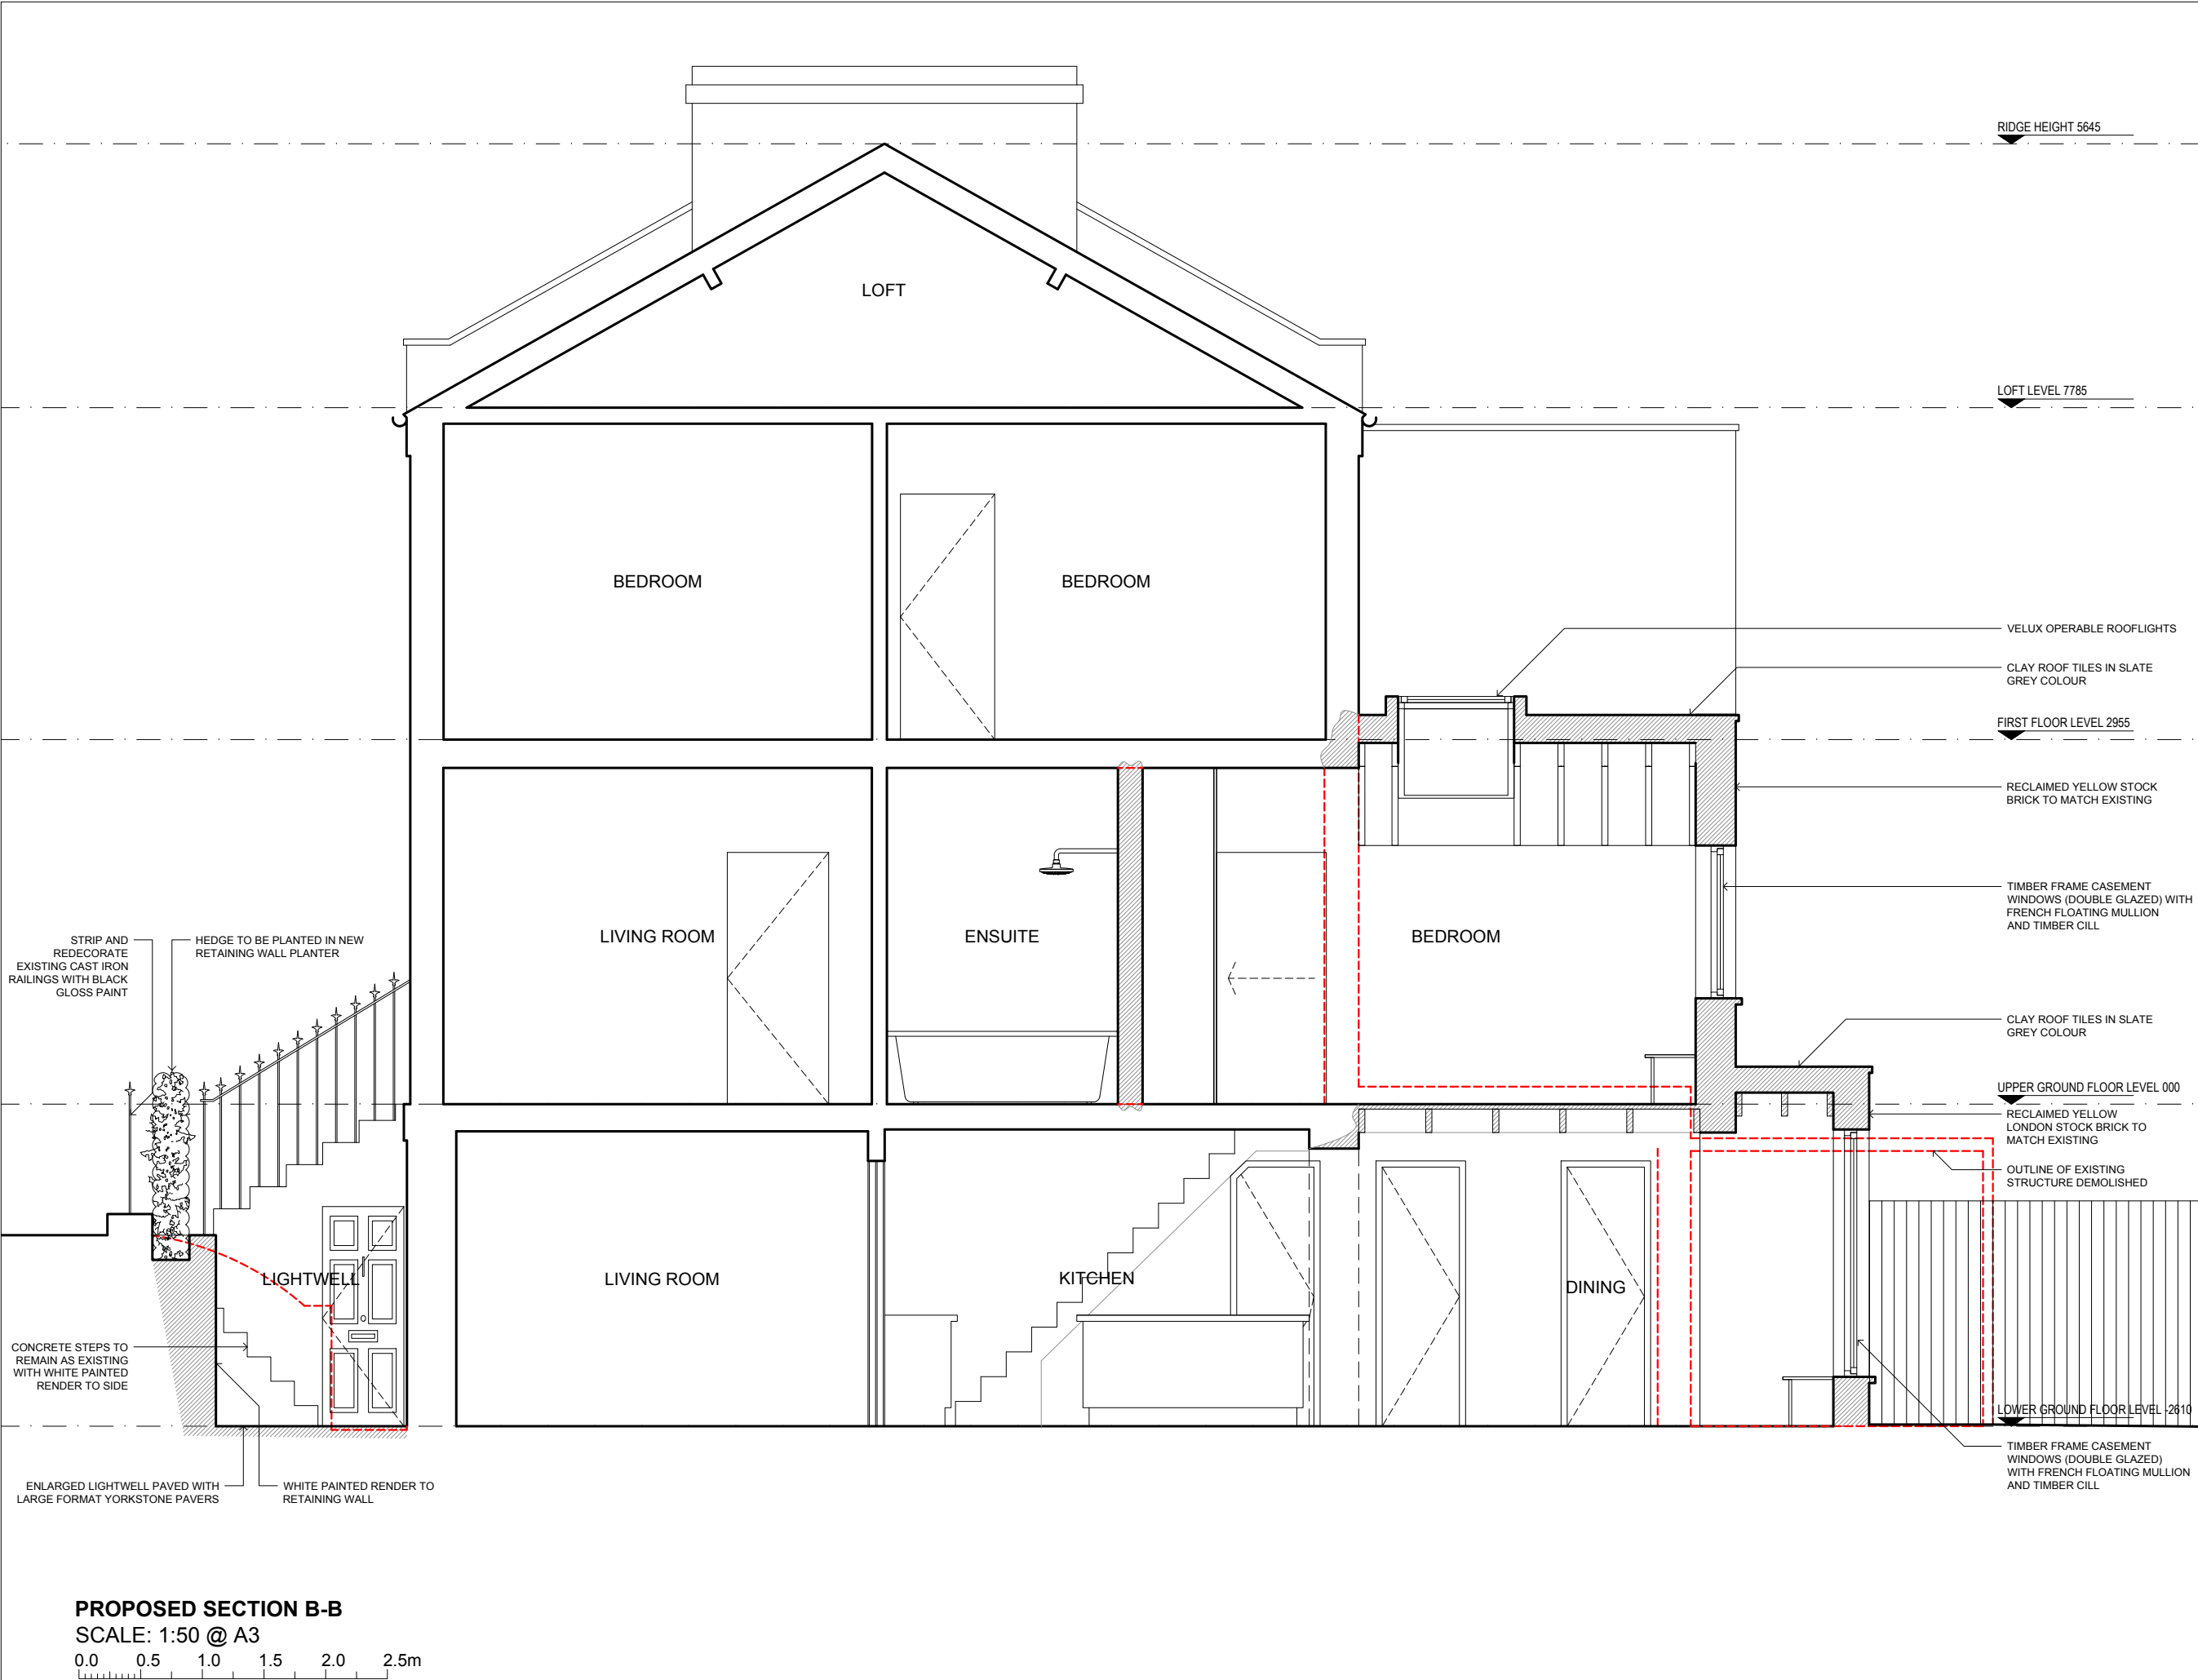 RIDGE HEIGHT 5645
LOFT
LOFT LEVEL 7785
BEDROOM
BEDROOM
VELUX OPERABLE ROOFLIGHTS
CLAY ROOF TILES IN SLATE
GREY COLOUR
FIRST FLOOR LEVEL 2955
RECLAIMED YELLOW STOCK
BRICK TO MATCH EXISTING
TIMBER FRAME CASEMENT
WINDOWS (DOUBLE GLAZED) WITH
FRENCH FLOATING MULLION
AND TIMBER CILL
LIVING ROOM
ENSUITE
BEDROOM
STRIP AND
REDECORATE
EXISTING CAST IRON
RAILINGS WITH BLACK
GLOSS PAINT
HEDGE TO BE PLANTED IN NEW
RETAINING WALL PLANTER
CLAY ROOF TILES IN SLATE
GREY COLOUR
UPPER GROUND FLOOR LEVEL 000
RECLAIMED YELLOW
LONDON STOCK BRICK TO
MATCH EXISTING
OUTLINE OF EXISTING
STRUCTURE DEMOLISHED
LIGHTWELL
LIVING ROOM
KITCHEN
DINING
CONCRETE STEPS TO
REMAIN AS EXISTING
WITH WHITE PAINTED
RENDER TO SIDE
LOWER GROUND FLOOR LEVEL -2610
TIMBER FRAME CASEMENT
WINDOWS (DOUBLE GLAZED)
WITH FRENCH FLOATING MULLION
AND TIMBER CILL
ENLARGED LIGHTWELL PAVED WITH
LARGE FORMAT YORKSTONE PAVERS
WHITE PAINTED RENDER TO
RETAINING WALL
PROPOSED SECTION B-B
SCALE: 1:50 @ A3
0.0 0.5 1.0 1.5 2.0 2.5m